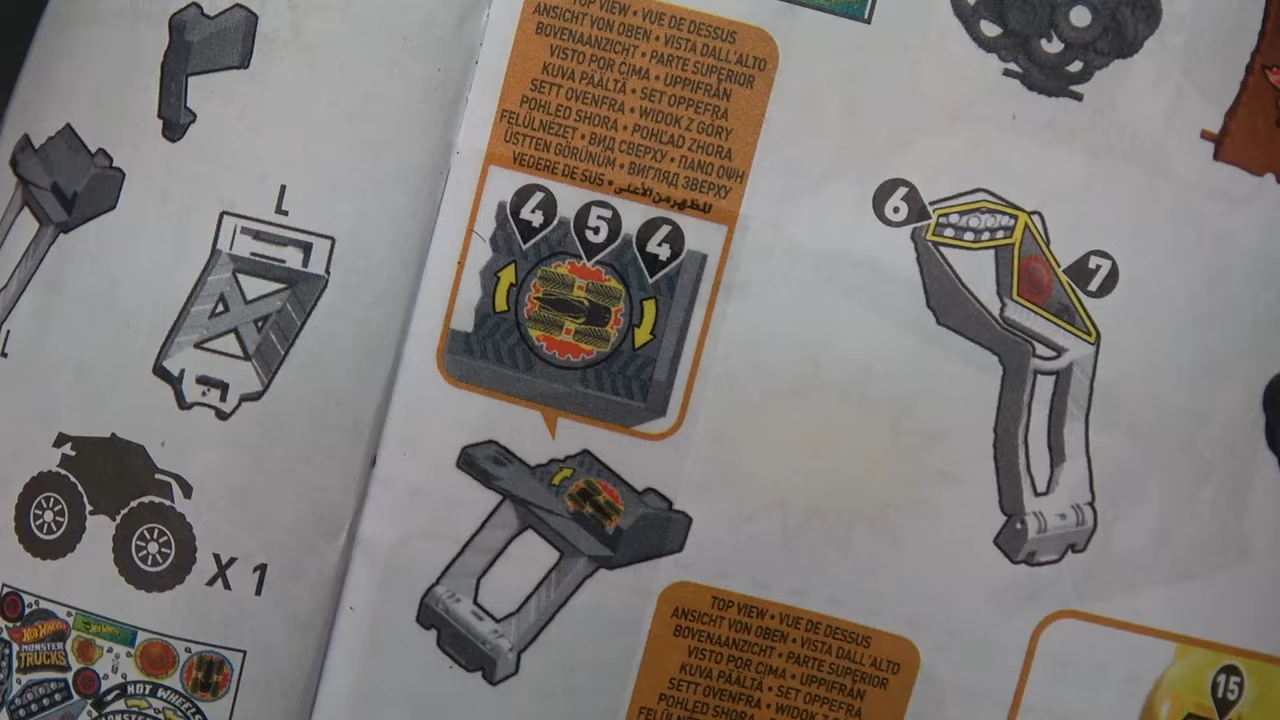 L
L
X 1
HOT WHEELS
MONSTER
TRUCKS
HOT WHEELS
TOP VIEW • VUE DE DESSUS
ANSICHT VON OBEN • VISTA DALL'ALTO
BOVENAANZICHT • PARTE SUPERIOR
VISTO POR CIMA • UPPIFRÅN
KUVA PÄÄLTÄ • SET OPPEFRA
SETT OVENFRA • WIDOK Z GÓRY
POHLED SHORA • POHĽAD ZHORA
FELÜLNÉZET • ВИД СВЕРХУ • ΠΑΝΩ ΟΨΗ
ÜSTTEN GÖRÜNÜM • ВИГЛЯД ЗВЕРХУ
VEDERE DE SUS • للظهر من الأعلى
4 5 4
6
7
TOP VIEW • VUE DE DESSUS
ANSICHT VON OBEN • VISTA DALL'ALTO
BOVENAANZICHT • PARTE SUPERIOR
VISTO POR CIMA • UPPIFRÅN
KUVA PÄÄLTÄ • SET OPPEFRA
SETT OVENFRA • WIDOK Z
POHLED SHORA
15